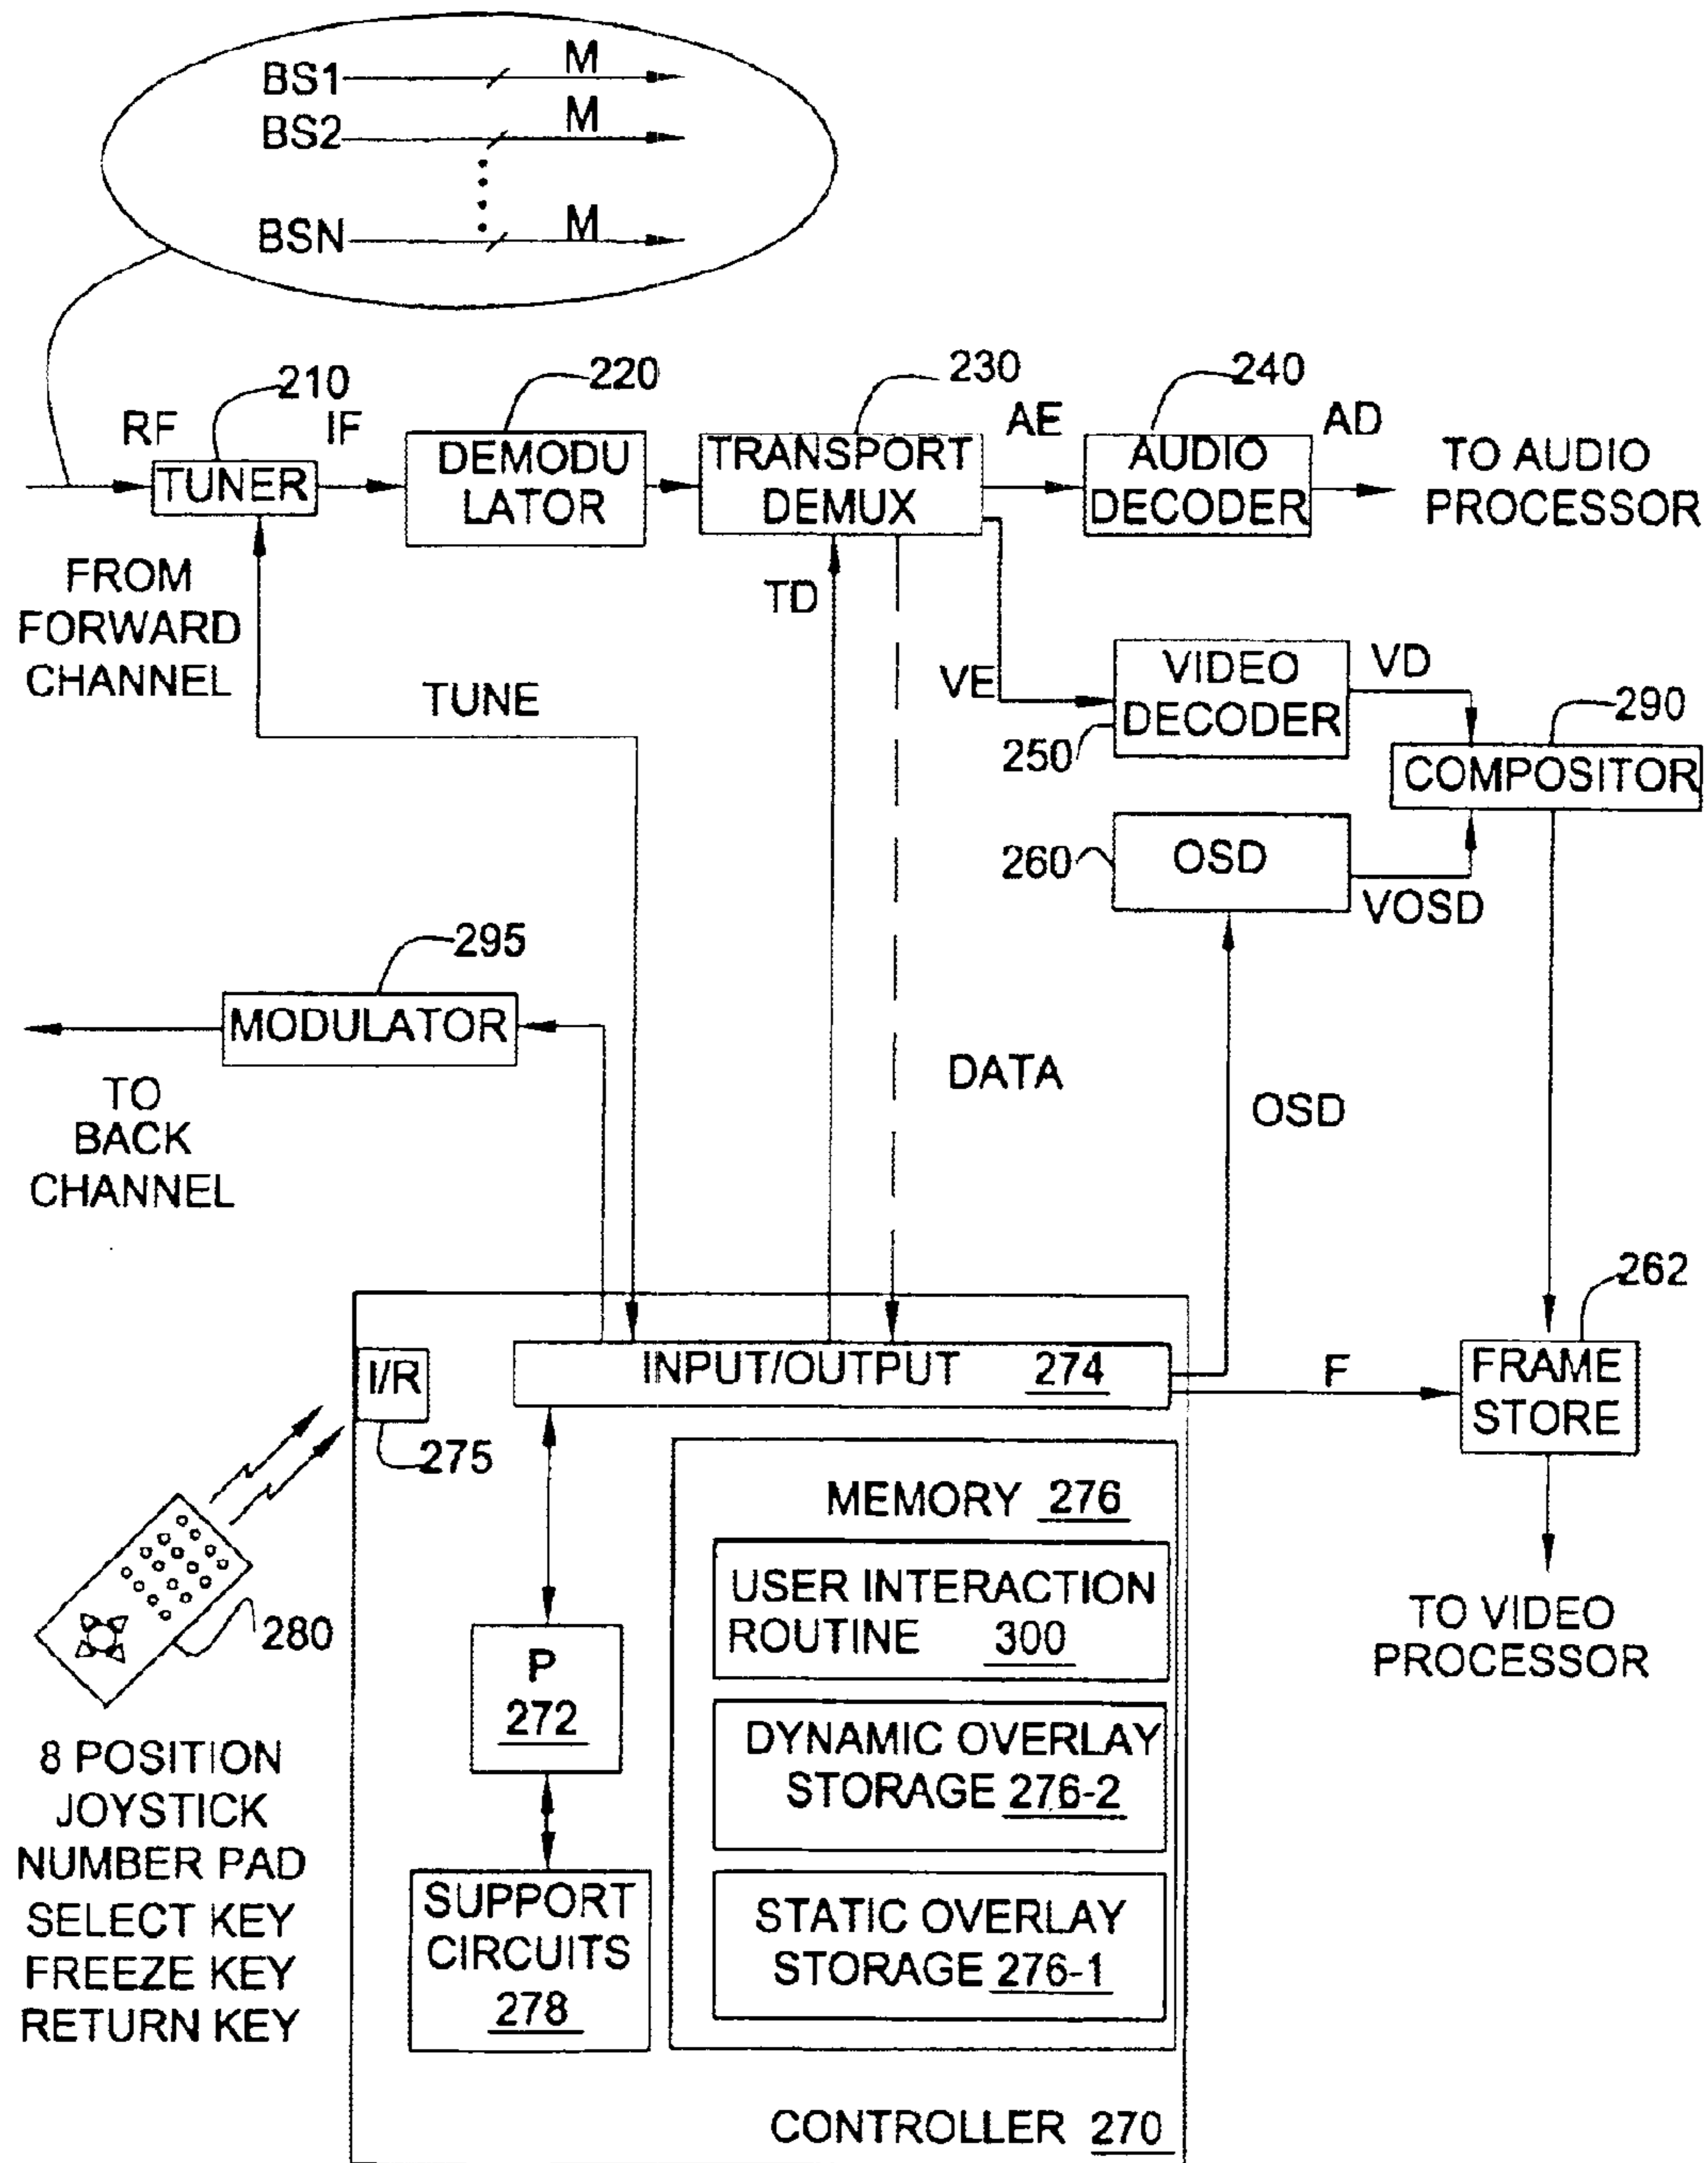 BS1 M
BS2 M
BSN M
210
220
230
240
RF
IF
AE
AD
TUNER
DEMODU
LATOR
TRANSPORT
DEMUX
AUDIO
DECODER
TO AUDIO
PROCESSOR
FROM
FORWARD
CHANNEL
TUNE
TD
VE
VIDEO
DECODER
250
VD
290
COMPOSITOR
260
OSD
VOSD
295
MODULATOR
TO
BACK
CHANNEL
DATA
OSD
262
I/R
275
INPUT/OUTPUT 274
F
FRAME
STORE
MEMORY 276
USER INTERACTION
ROUTINE 300
280
P
272
TO VIDEO
PROCESSOR
DYNAMIC OVERLAY
STORAGE 276-2
8 POSITION
JOYSTICK
NUMBER PAD
SELECT KEY
FREEZE KEY
RETURN KEY
SUPPORT
CIRCUITS
278
STATIC OVERLAY
STORAGE 276-1
CONTROLLER 270